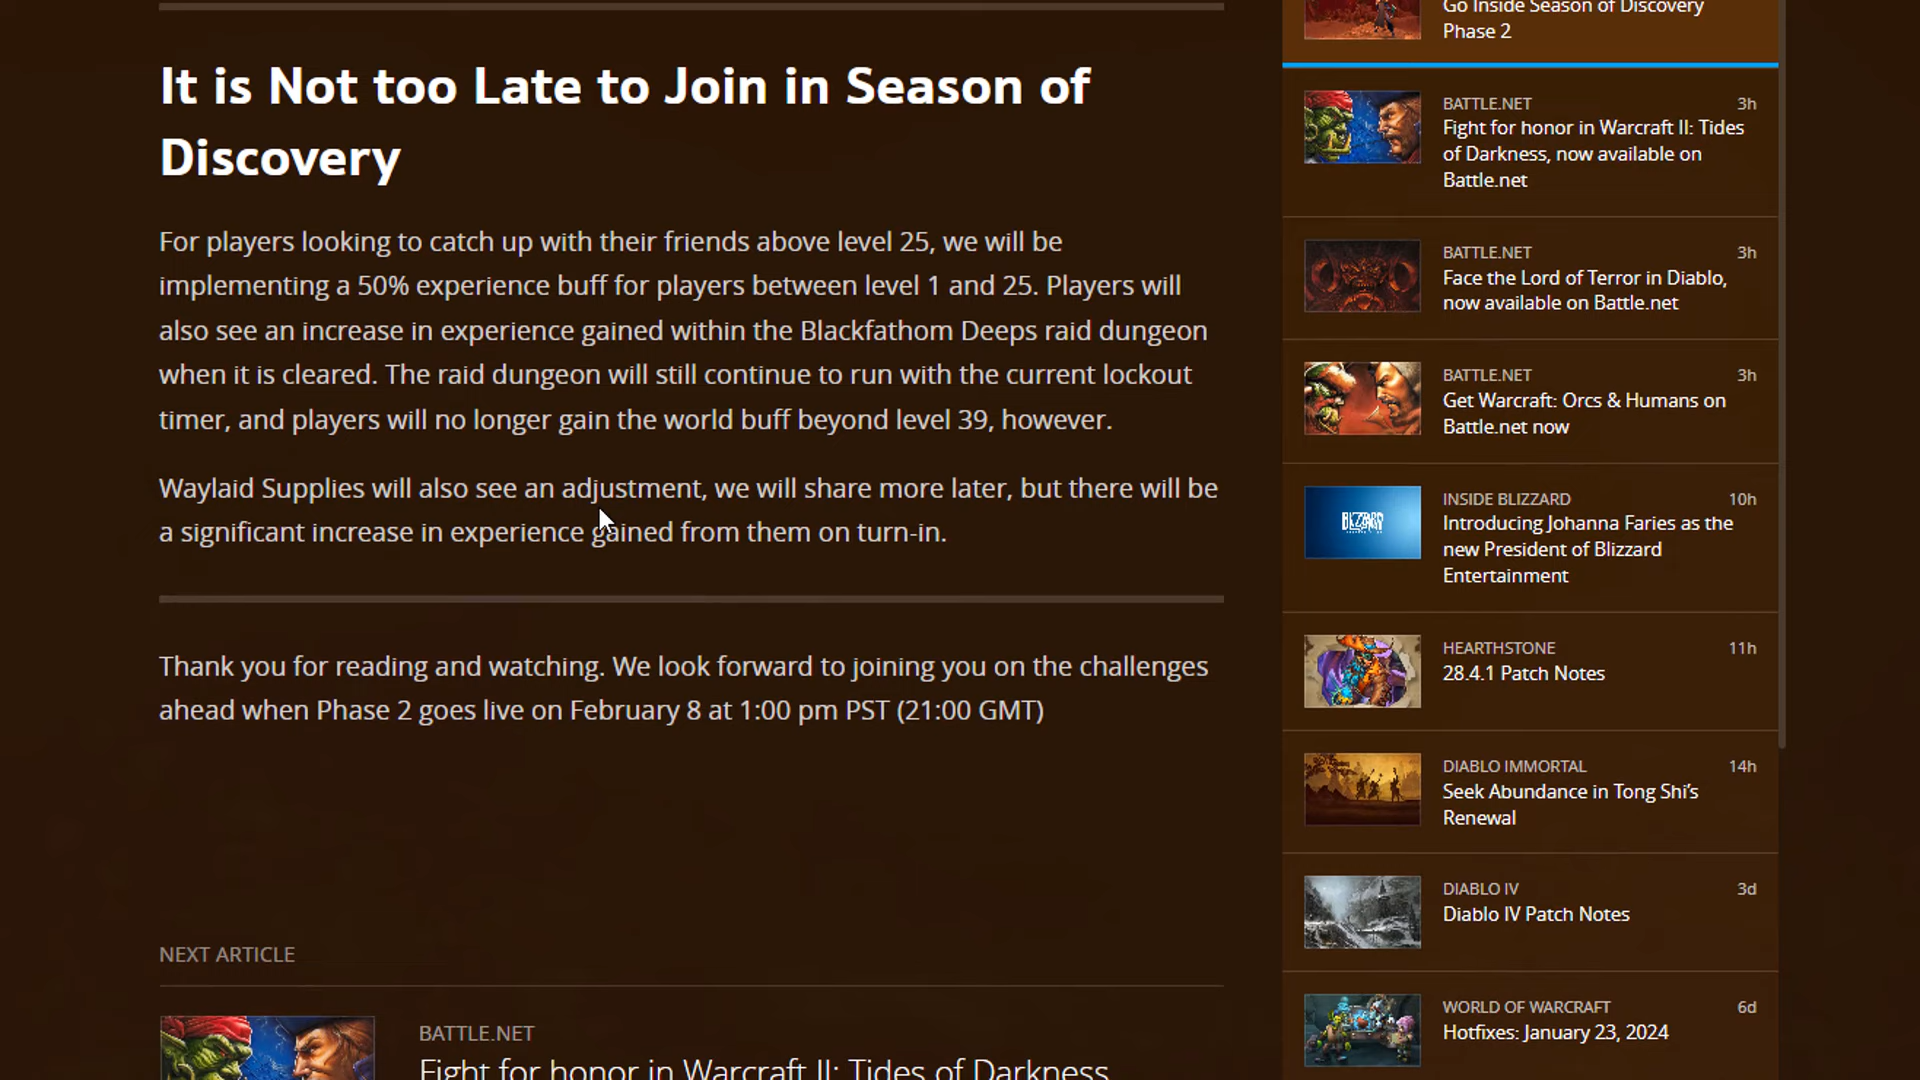 It is Not too Late to Join in Season of
Discovery
For players looking to catch up with their friends above level 25, we will be
implementing a 50% experience buff for players between level 1 and 25. Players will
also see an increase in experience gained within the Blackfathom Deeps raid dungeon
when it is cleared. The raid dungeon will still continue to run with the current lockout
timer, and players will no longer gain the world buff beyond level 39, however.
Waylaid Supplies will also see an adjustment, we will share more later, but there will be
a significant increase in experience gained from them on turn-in.
Thank you for reading and watching. We look forward to joining you on the challenges
ahead when Phase 2 goes live on February 8 at 1:00 pm PST (21:00 GMT)
NEXT ARTICLE
BATTLE.NET
Fight for honor in Warcraft II: Tides of Darkness
Go Inside Season of Discovery
Phase 2
BATTLE.NET 3h
Fight for honor in Warcraft II: Tides
of Darkness, now available on
Battle.net
BATTLE.NET 3h
Face the Lord of Terror in Diablo,
now available on Battle.net
BATTLE.NET 3h
Get Warcraft: Orcs & Humans on
Battle.net now
BLIZZARD
INSIDE BLIZZARD 10h
Introducing Johanna Faries as the
new President of Blizzard
Entertainment
HEARTHSTONE 11h
28.4.1 Patch Notes
DIABLO IMMORTAL 14h
Seek Abundance in Tong Shi's
Renewal
DIABLO IV 3d
Diablo IV Patch Notes
WORLD OF WARCRAFT 6d
Hotfixes: January 23, 2024